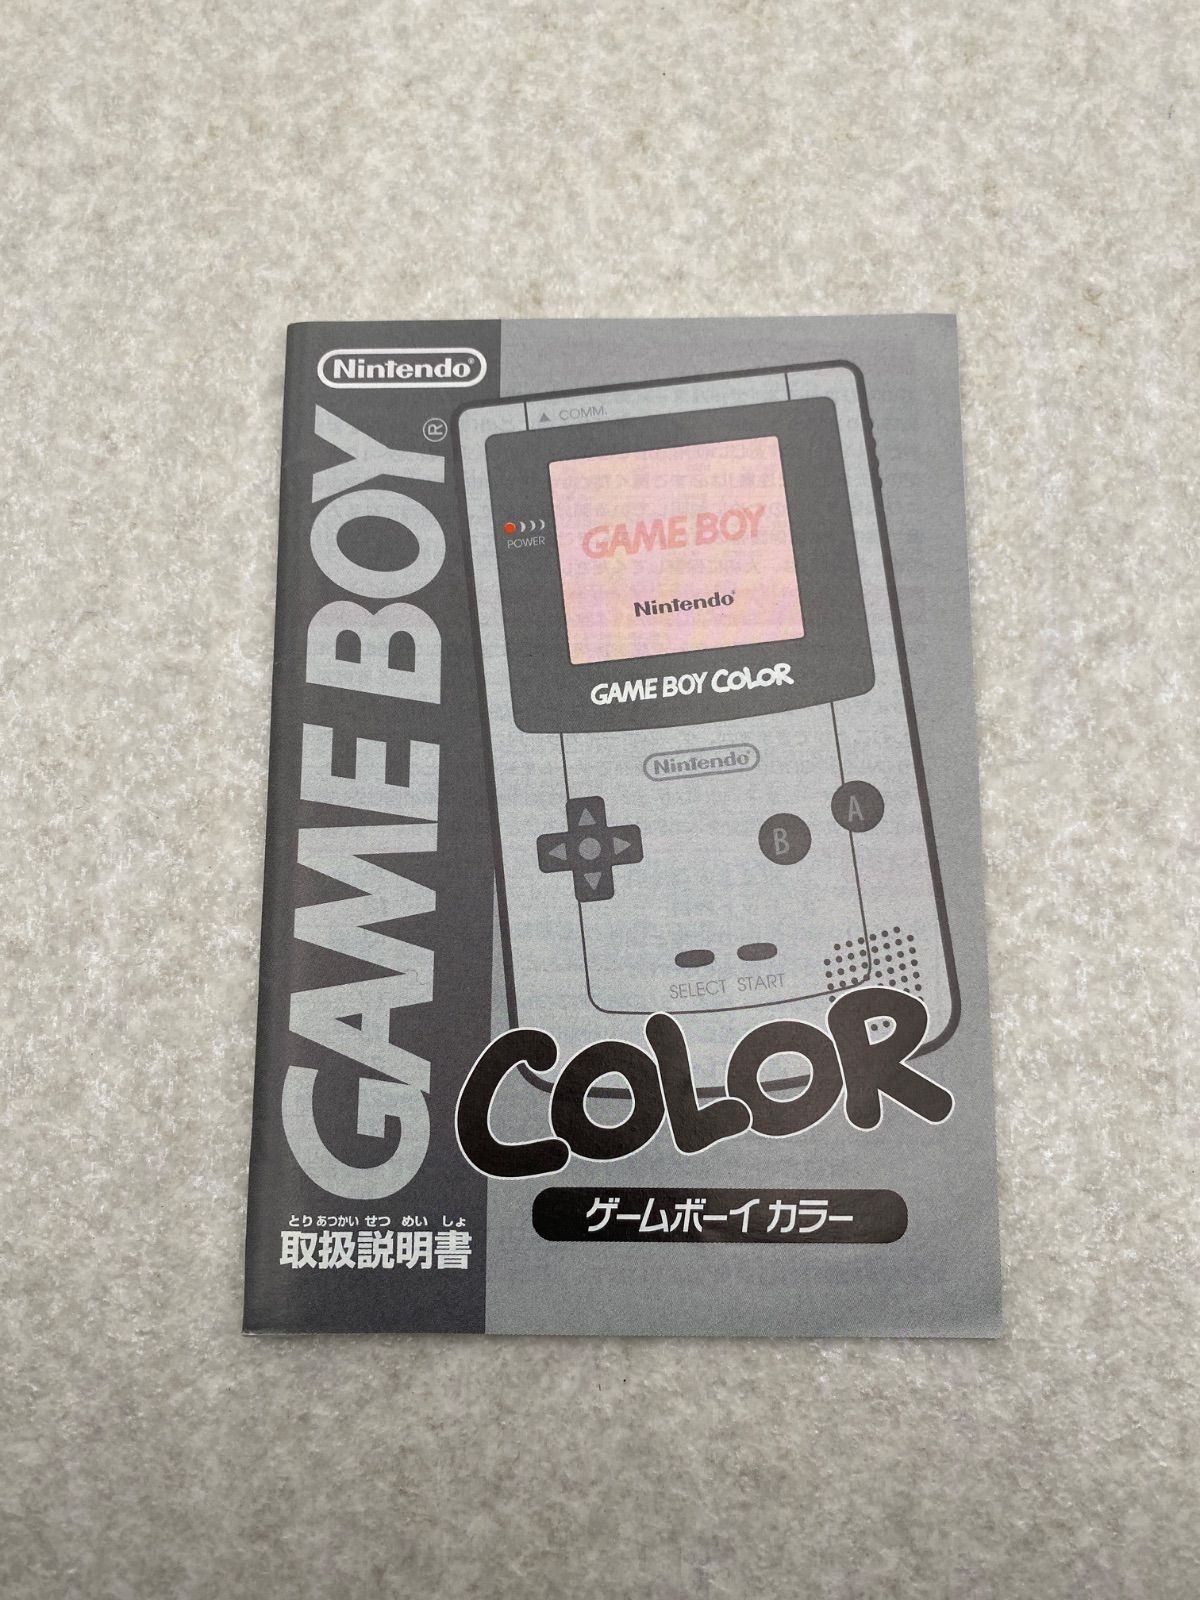 Nintendo®
GAME BOY®
▲ COMM.
POWER
GAME BOY
Nintendo®
GAME BOY COLOR
Nintendo®
B A
SELECT START
COLOR
ゲームボーイ カラー
とりあつかいせつめいしょ
取扱説明書